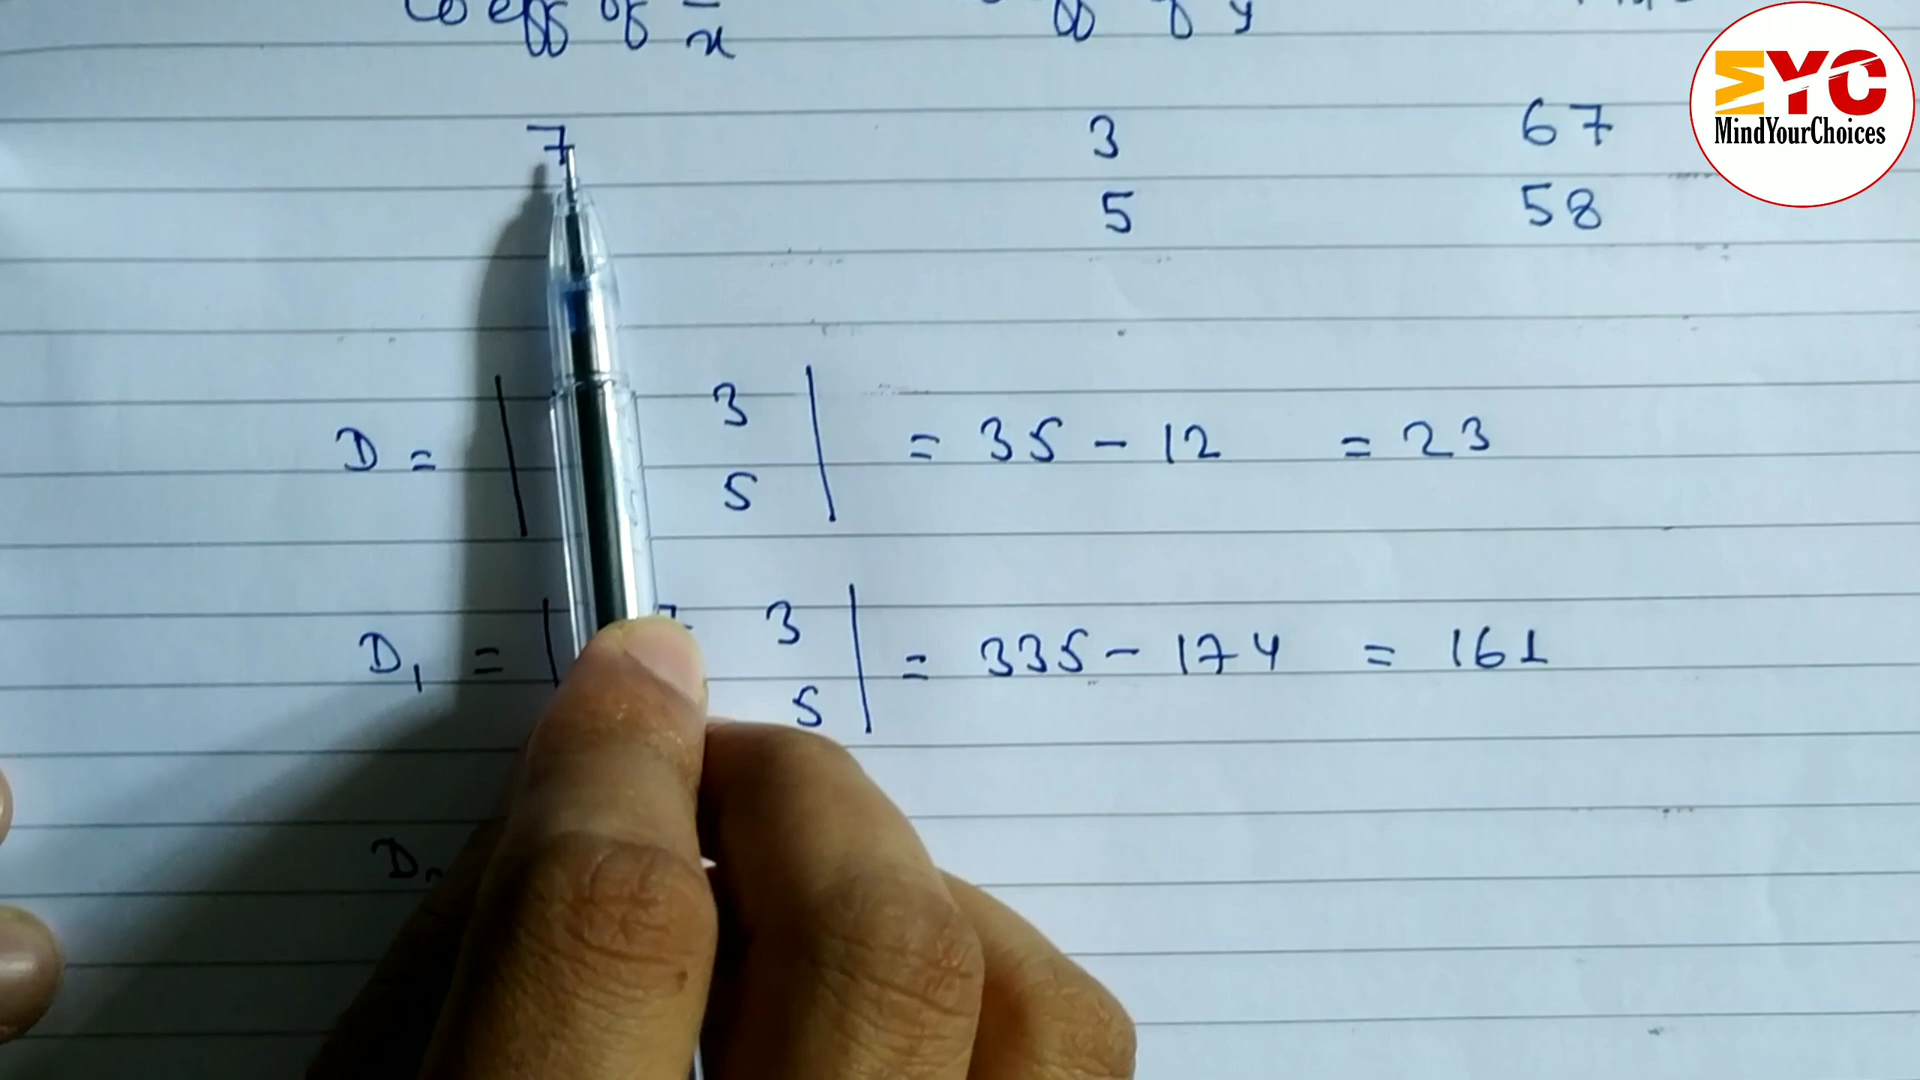 Coeff of x
y
7 3 67
5 58
MYC
MindYourChoices
D = | 3 | = 35 - 12 = 23
5
D1 = | 3 | = 335 - 174 = 161
5
D